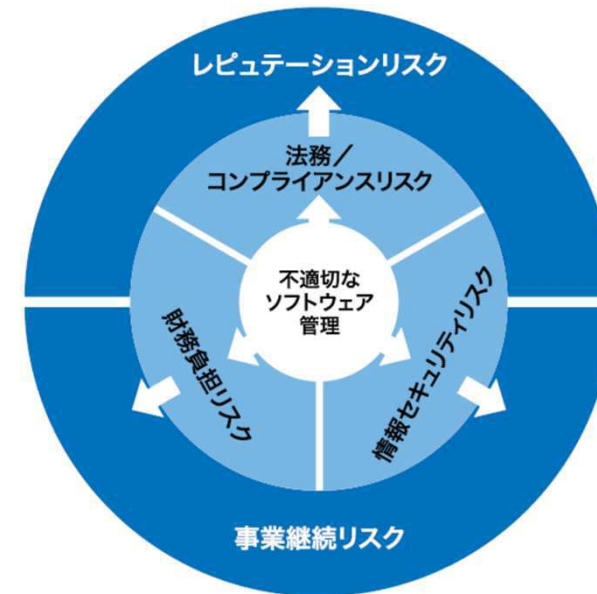 レピュテーションリスク
法務／
コンプライアンスリスク
不適切な
ソフトウェア
管理
財務負担リスク
情報セキュリティリスク
事業継続リスク